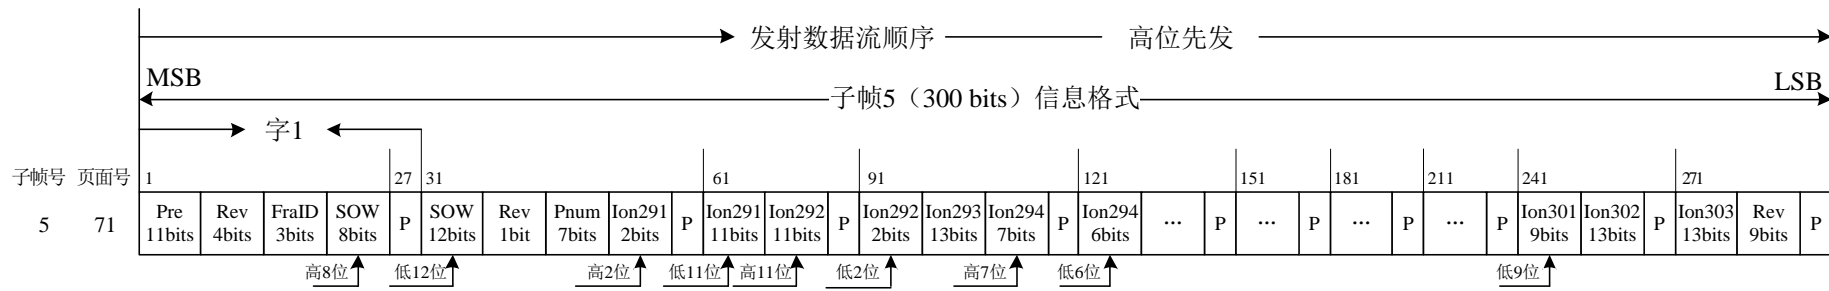 发射数据流顺序 高位先发
MSB LSB
子帧5（300 bits）信息格式
字1
子帧号 页面号 1 27 31 61 91 121 151 181 211 241 271
5 71 Pre Rev FraID SOW P SOW Rev Pnum Ion291 P Ion291 Ion292 P Ion292 Ion293 Ion294 P Ion294 ... P ... P ... P ... P Ion301 Ion302 P Ion303 Rev P
11bits 4bits 3bits 8bits 12bits 1bit 7bits 2bits 11bits 11bits 2bits 13bits 7bits 6bits 9bits 13bits 13bits 9bits
高8位 低12位 高2位 低11位 高11位 低2位 高7位 低6位 低9位